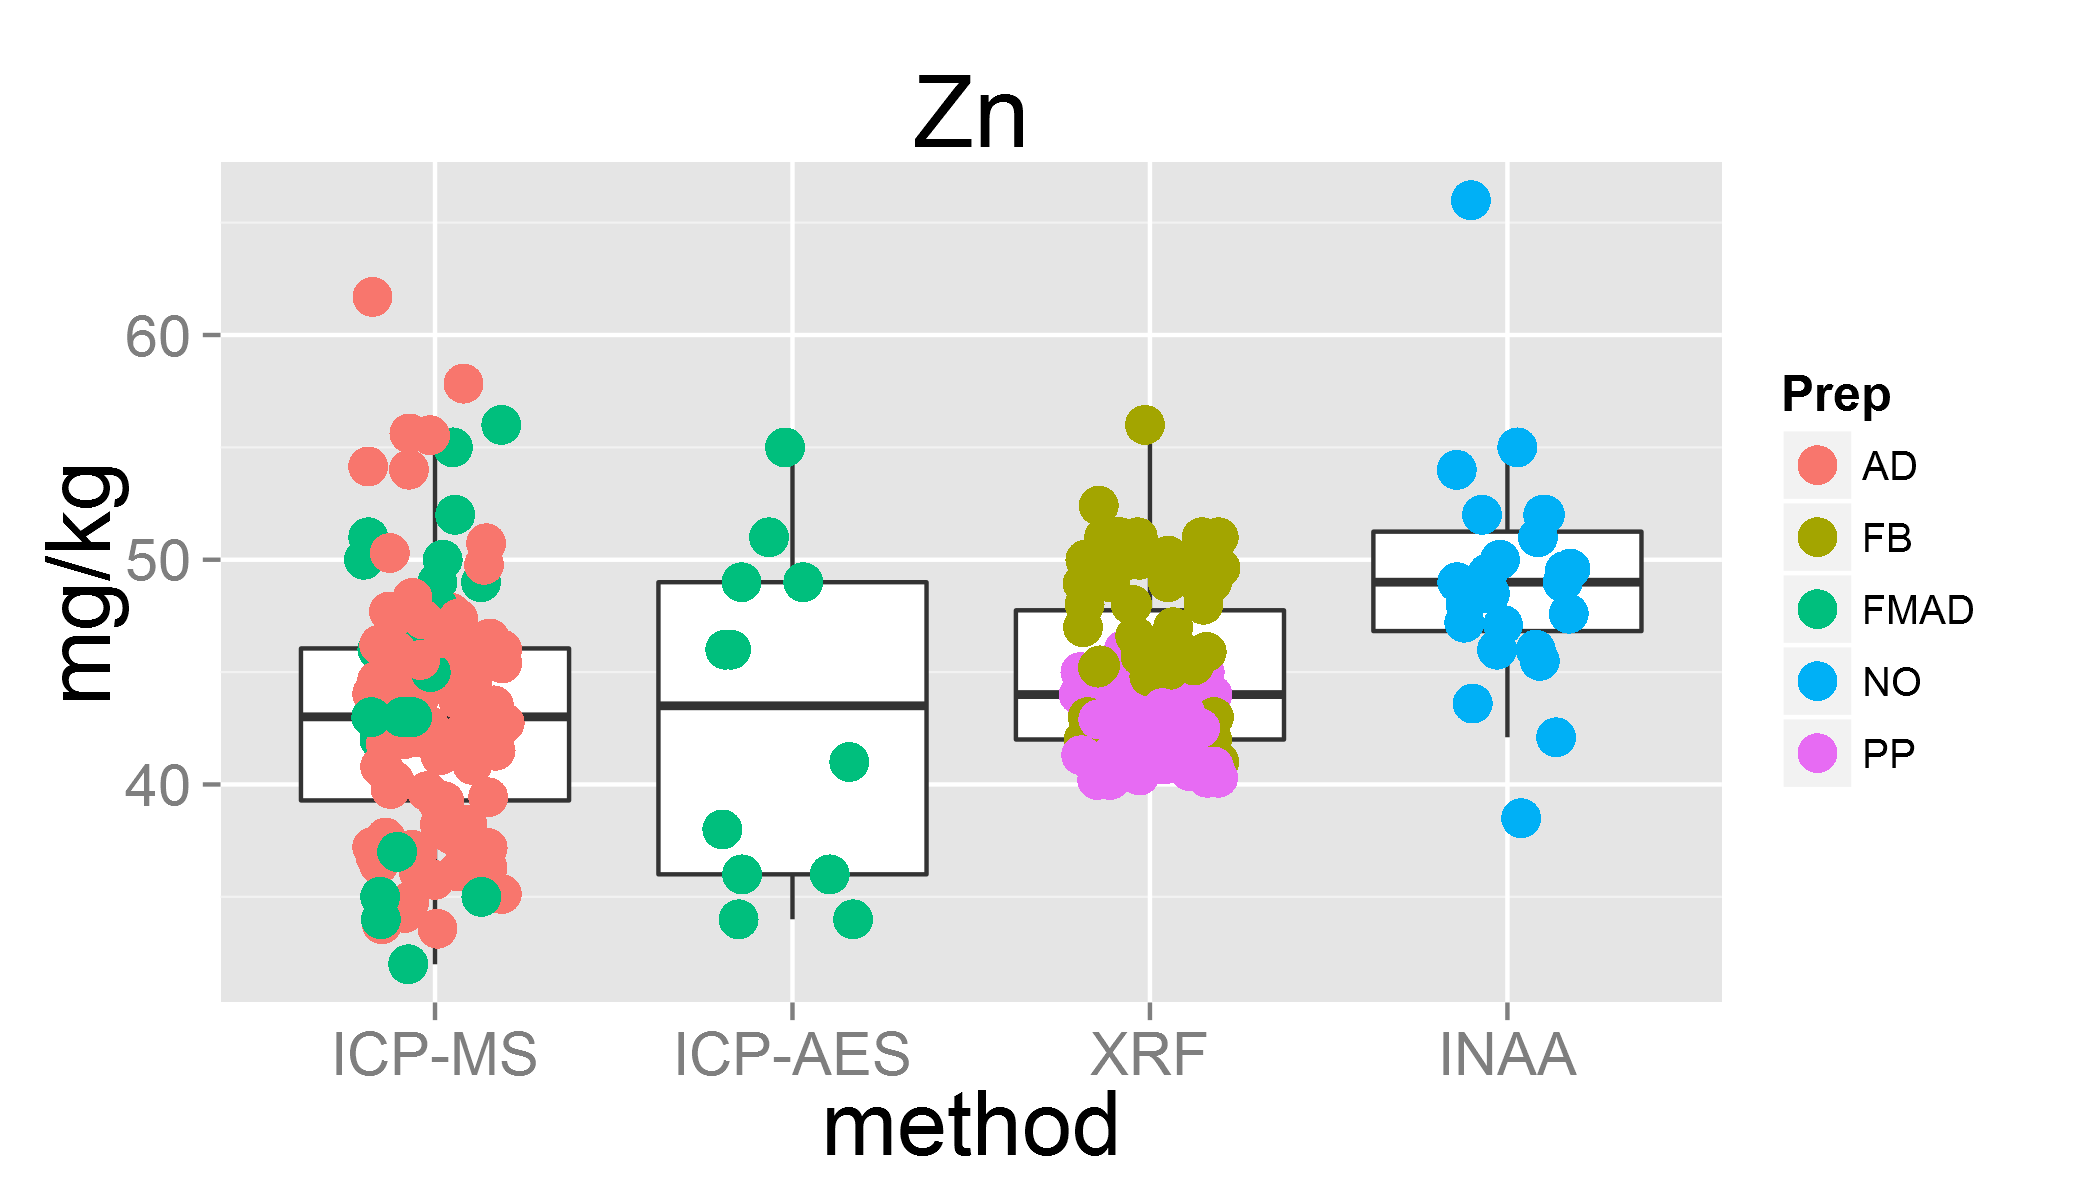 Zn
mg/kg
60
50
40
ICP-MS
ICP-AES
XRF
INAA
method
Prep
AD
FB
FMAD
NO
PP